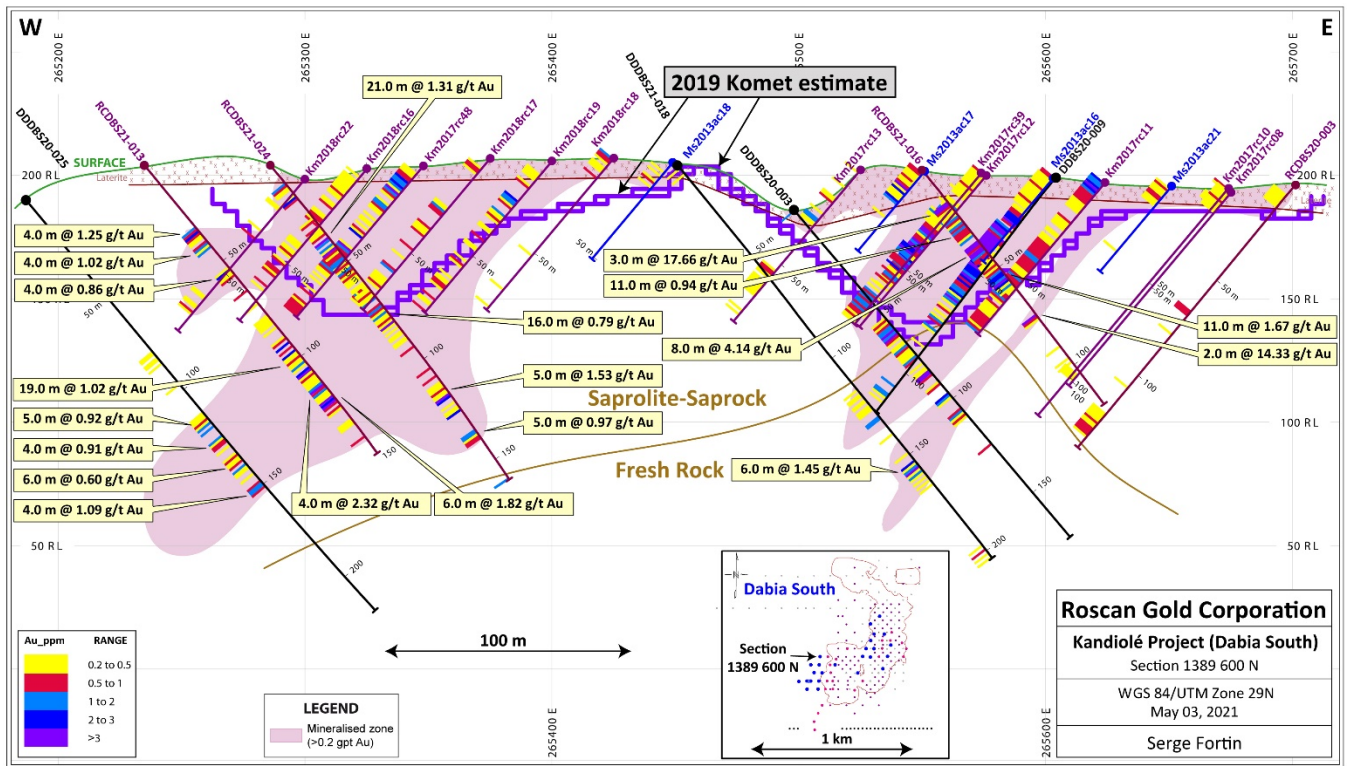 W
E
265200 E
265300 E
265400 E
265500 E
265600 E
265700 E
2019 Komet estimate
DDDBS20-025
RCDBS21-013
RCDBS21-024
Km2018rc22
Km2018rc16
Km2017rc48
Km2018rc17
Km2018rc19
Km2018rc18
DDDBS21-018
Ms2013ac18
DDDBS20-003
Km2017rc13
RCDBS21-016
Ms2013ac17
Km2017rc39
Km2017rc12
Ms2013ac16
DDBS20-009
Km2017rc11
Ms2013ac21
Km2017rc10
Km2017rc08
RCDBS20-003
SURFACE
Laterite
200 RL
200 RL
150 RL
100 RL
100 RL
50 RL
50 RL
21.0 m @ 1.31 g/t Au
4.0 m @ 1.25 g/t Au
4.0 m @ 1.02 g/t Au
4.0 m @ 0.86 g/t Au
3.0 m @ 17.66 g/t Au
11.0 m @ 0.94 g/t Au
16.0 m @ 0.79 g/t Au
8.0 m @ 4.14 g/t Au
11.0 m @ 1.67 g/t Au
2.0 m @ 14.33 g/t Au
19.0 m @ 1.02 g/t Au
5.0 m @ 1.53 g/t Au
5.0 m @ 0.92 g/t Au
5.0 m @ 0.97 g/t Au
4.0 m @ 0.91 g/t Au
6.0 m @ 0.60 g/t Au
6.0 m @ 1.45 g/t Au
4.0 m @ 1.09 g/t Au
4.0 m @ 2.32 g/t Au
6.0 m @ 1.82 g/t Au
Saprolite-Saprock
Fresh Rock
50 m
100
150
200
100 m
Au_ppm RANGE
0.2 to 0.5
0.5 to 1
1 to 2
2 to 3
>3
LEGEND
Mineralised zone
(>0.2 gpt Au)
265400 E
265600 E
N
Dabia South
Section
1389 600 N
1 km
Roscan Gold Corporation
Kandiolé Project (Dabia South)
Section 1389 600 N
WGS 84/UTM Zone 29N
May 03, 2021
Serge Fortin